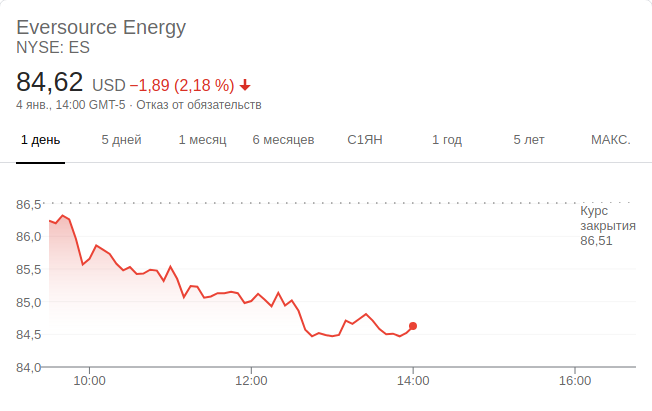 Eversource Energy
NYSE: ES
84,62 USD −1,89 (2,18 %)
4 янв., 14:00 GMT-5 · Отказ от обязательств
1 день 5 дней 1 месяц 6 месяцев С1ЯН 1 год 5 лет МАКС.
86,5
Курс
закрытия
86,51
86,0
85,5
85,0
84,5
84,0
10:00 12:00 14:00 16:00